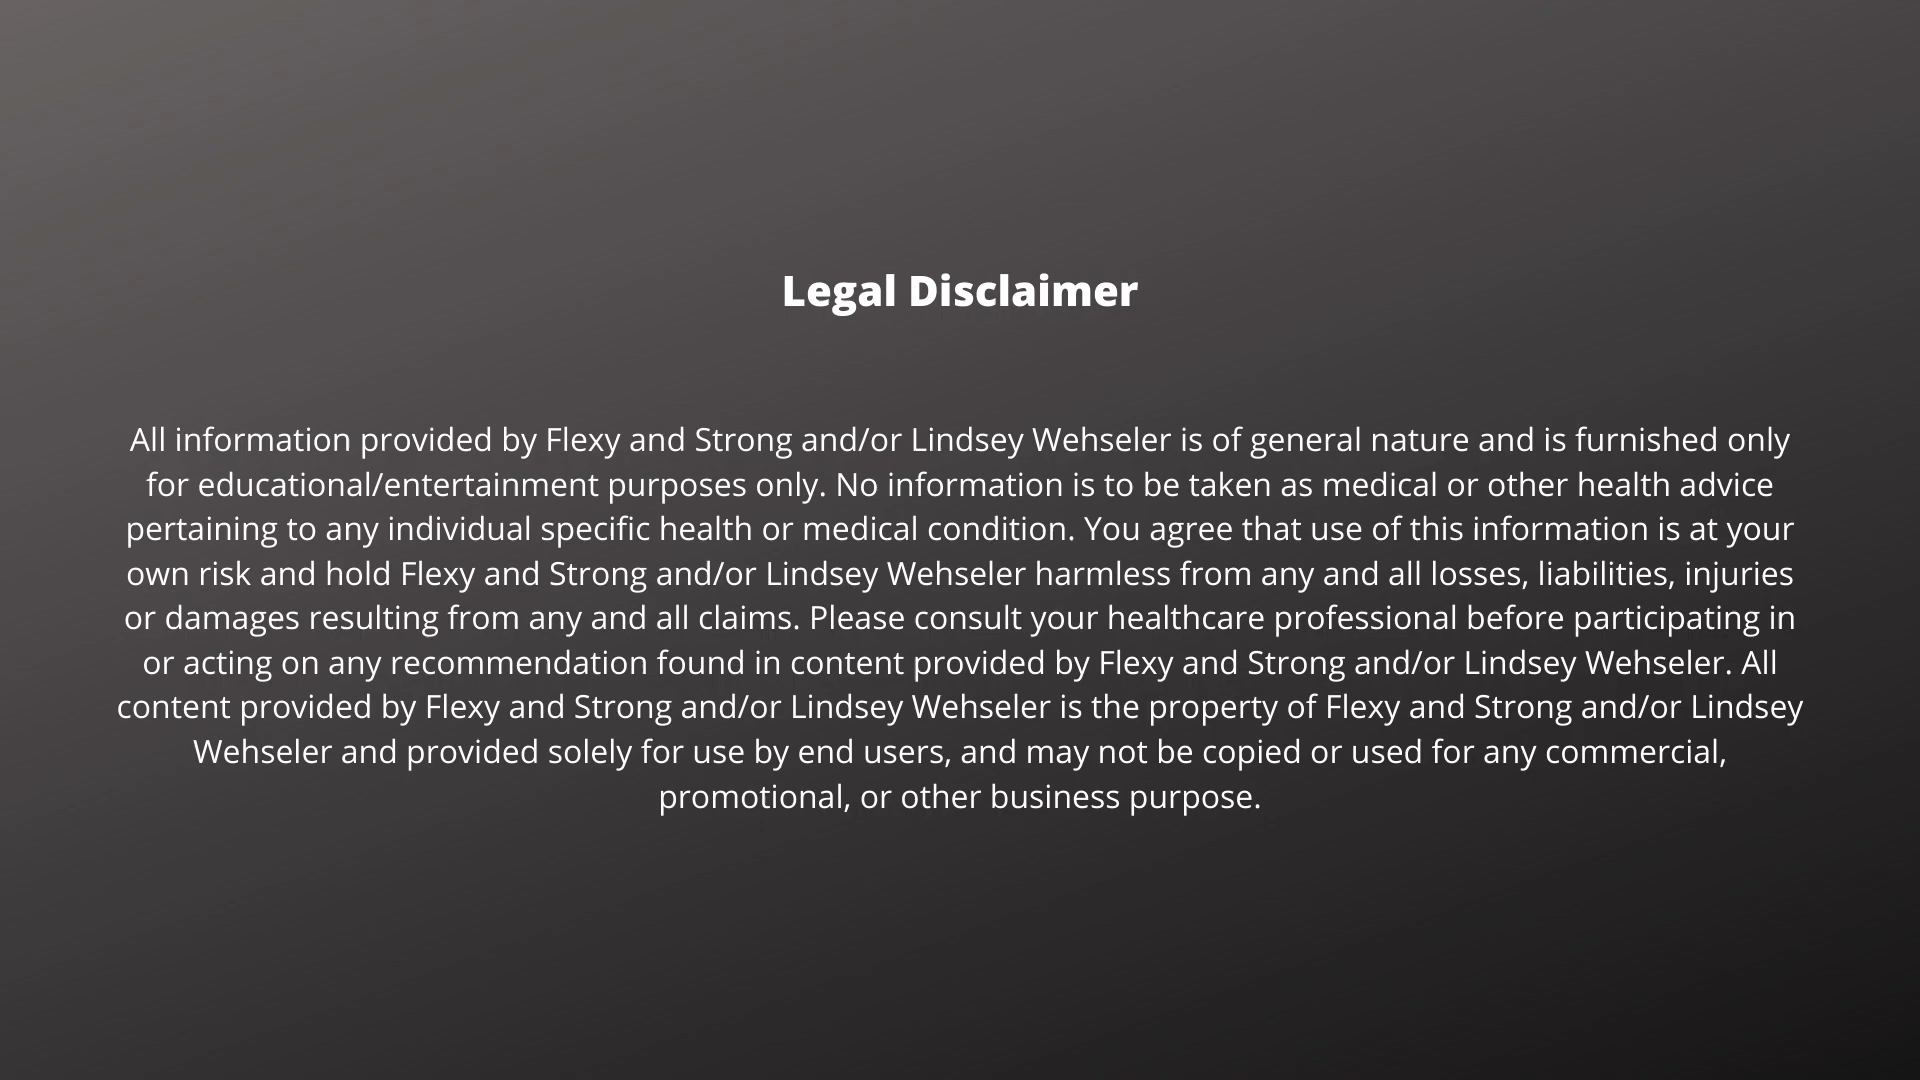 Legal Disclaimer
All information provided by Flexy and Strong and/or Lindsey Wehseler is of general nature and is furnished only
for educational/entertainment purposes only. No information is to be taken as medical or other health advice
pertaining to any individual specific health or medical condition. You agree that use of this information is at your
own risk and hold Flexy and Strong and/or Lindsey Wehseler harmless from any and all losses, liabilities, injuries
or damages resulting from any and all claims. Please consult your healthcare professional before participating in
or acting on any recommendation found in content provided by Flexy and Strong and/or Lindsey Wehseler. All
content provided by Flexy and Strong and/or Lindsey Wehseler is the property of Flexy and Strong and/or Lindsey
Wehseler and provided solely for use by end users, and may not be copied or used for any commercial,
promotional, or other business purpose.